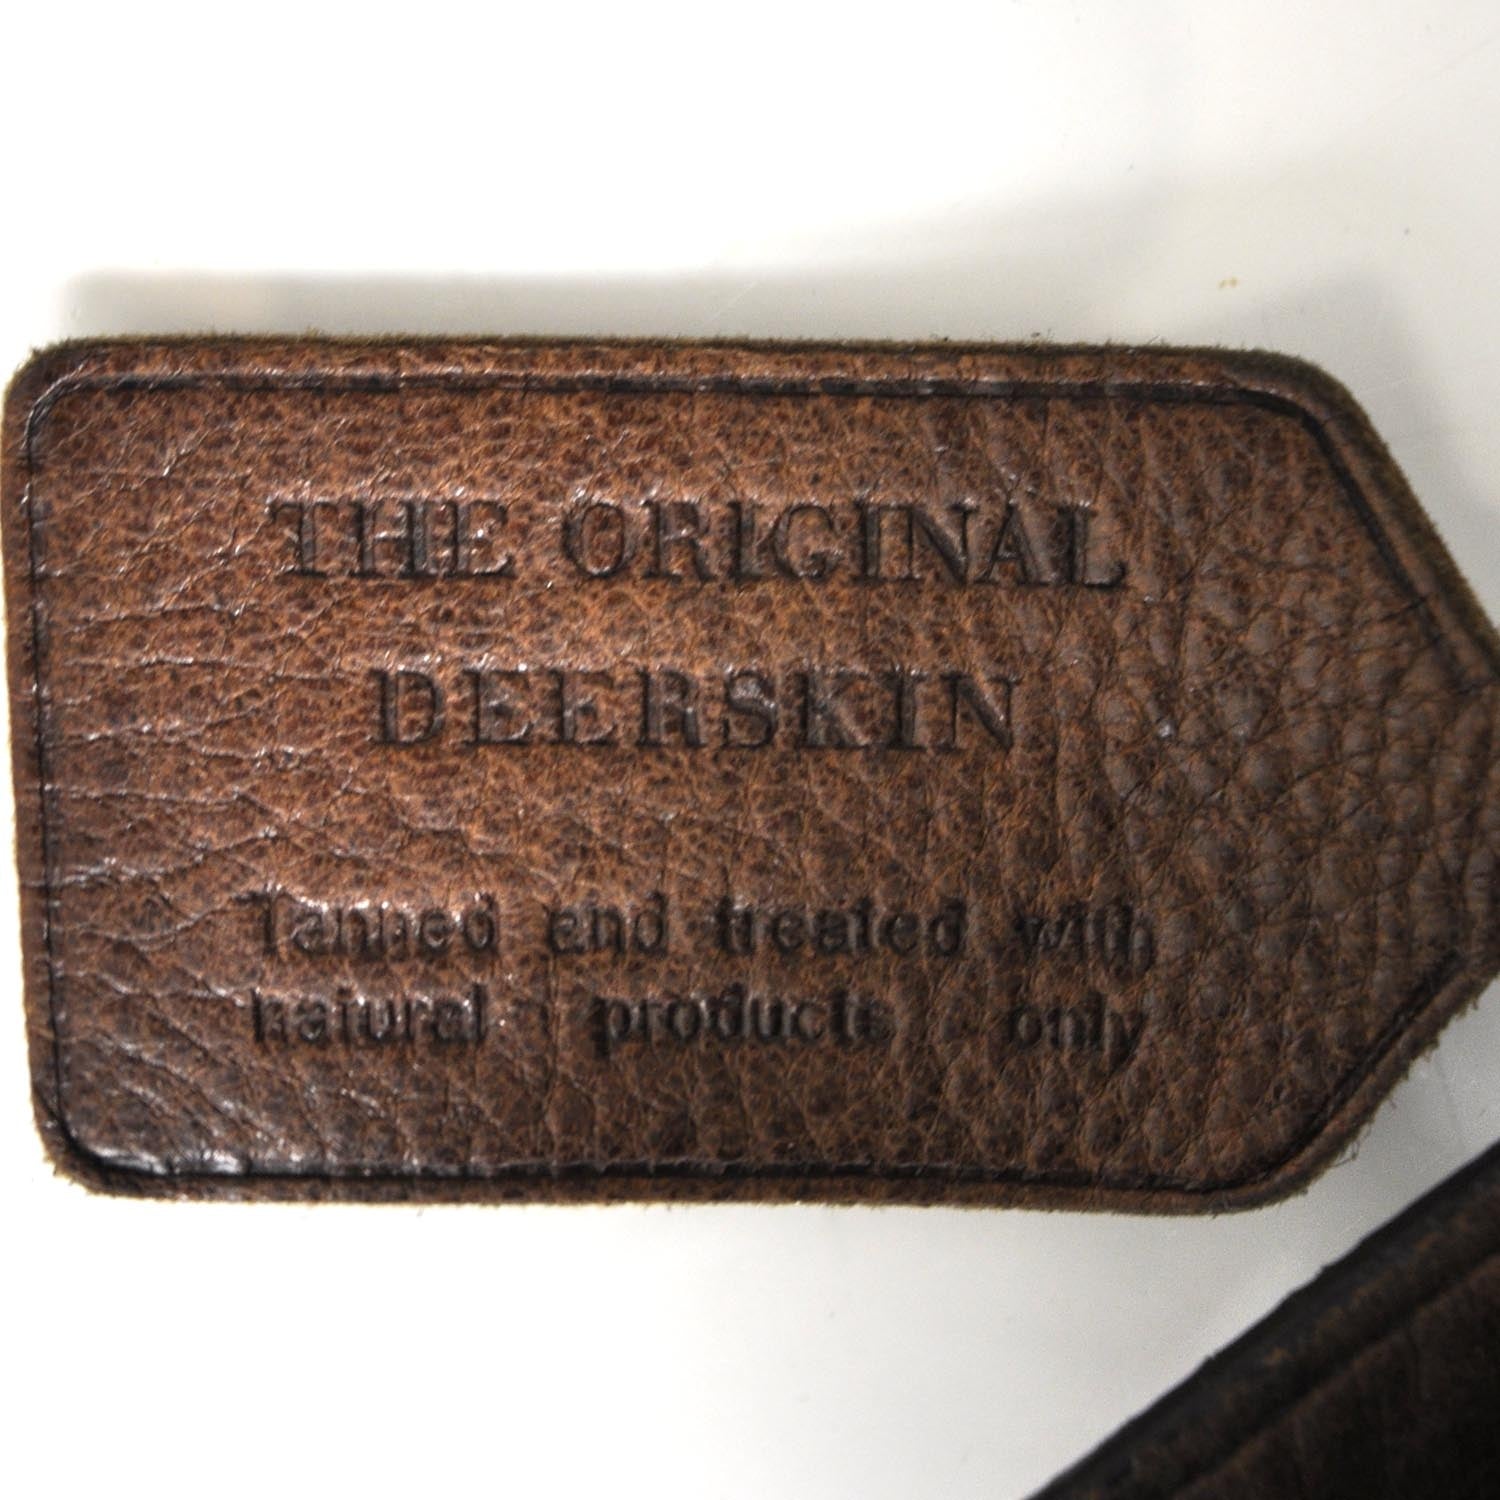 THE ORIGINAL
DEERSKIN
Tanned and treated with
natural products only